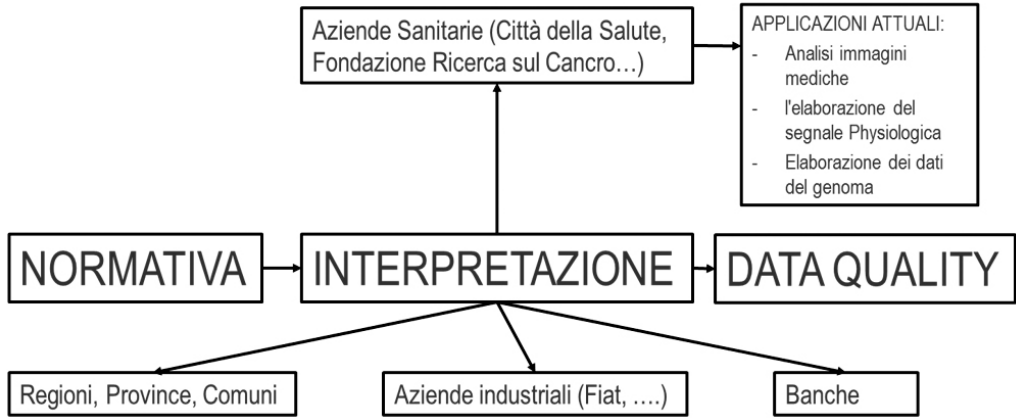 Aziende Sanitarie (Città della Salute,
Fondazione Ricerca sul Cancro…)
APPLICAZIONI ATTUALI:
- Analisi immagini
mediche
- l'elaborazione del
segnale Physiologica
- Elaborazione dei dati
del genoma
NORMATIVA
INTERPRETAZIONE
DATA QUALITY
Regioni, Province, Comuni
Aziende industriali (Fiat, ….)
Banche